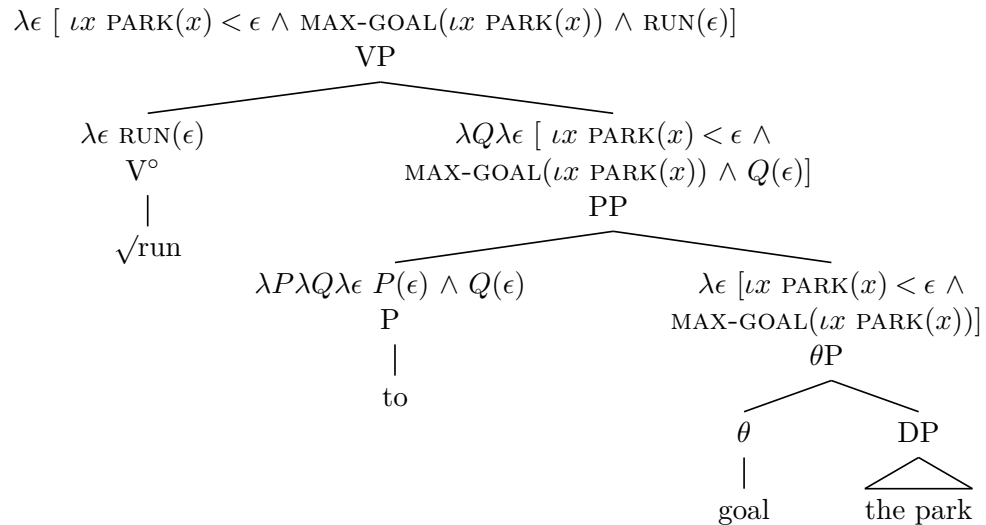 λϵ [ ιx PARK(x) < ϵ ∧ MAX-GOAL(ιx PARK(x)) ∧ RUN(ϵ)]
VP
λϵ RUN(ϵ)
V°
√run
λQλϵ [ ιx PARK(x) < ϵ ∧
MAX-GOAL(ιx PARK(x)) ∧ Q(ϵ)]
PP
λPλQλϵ P(ϵ) ∧ Q(ϵ)
P
to
λϵ [ιx PARK(x) < ϵ ∧
MAX-GOAL(ιx PARK(x))]
θP
θ
goal
DP
the park